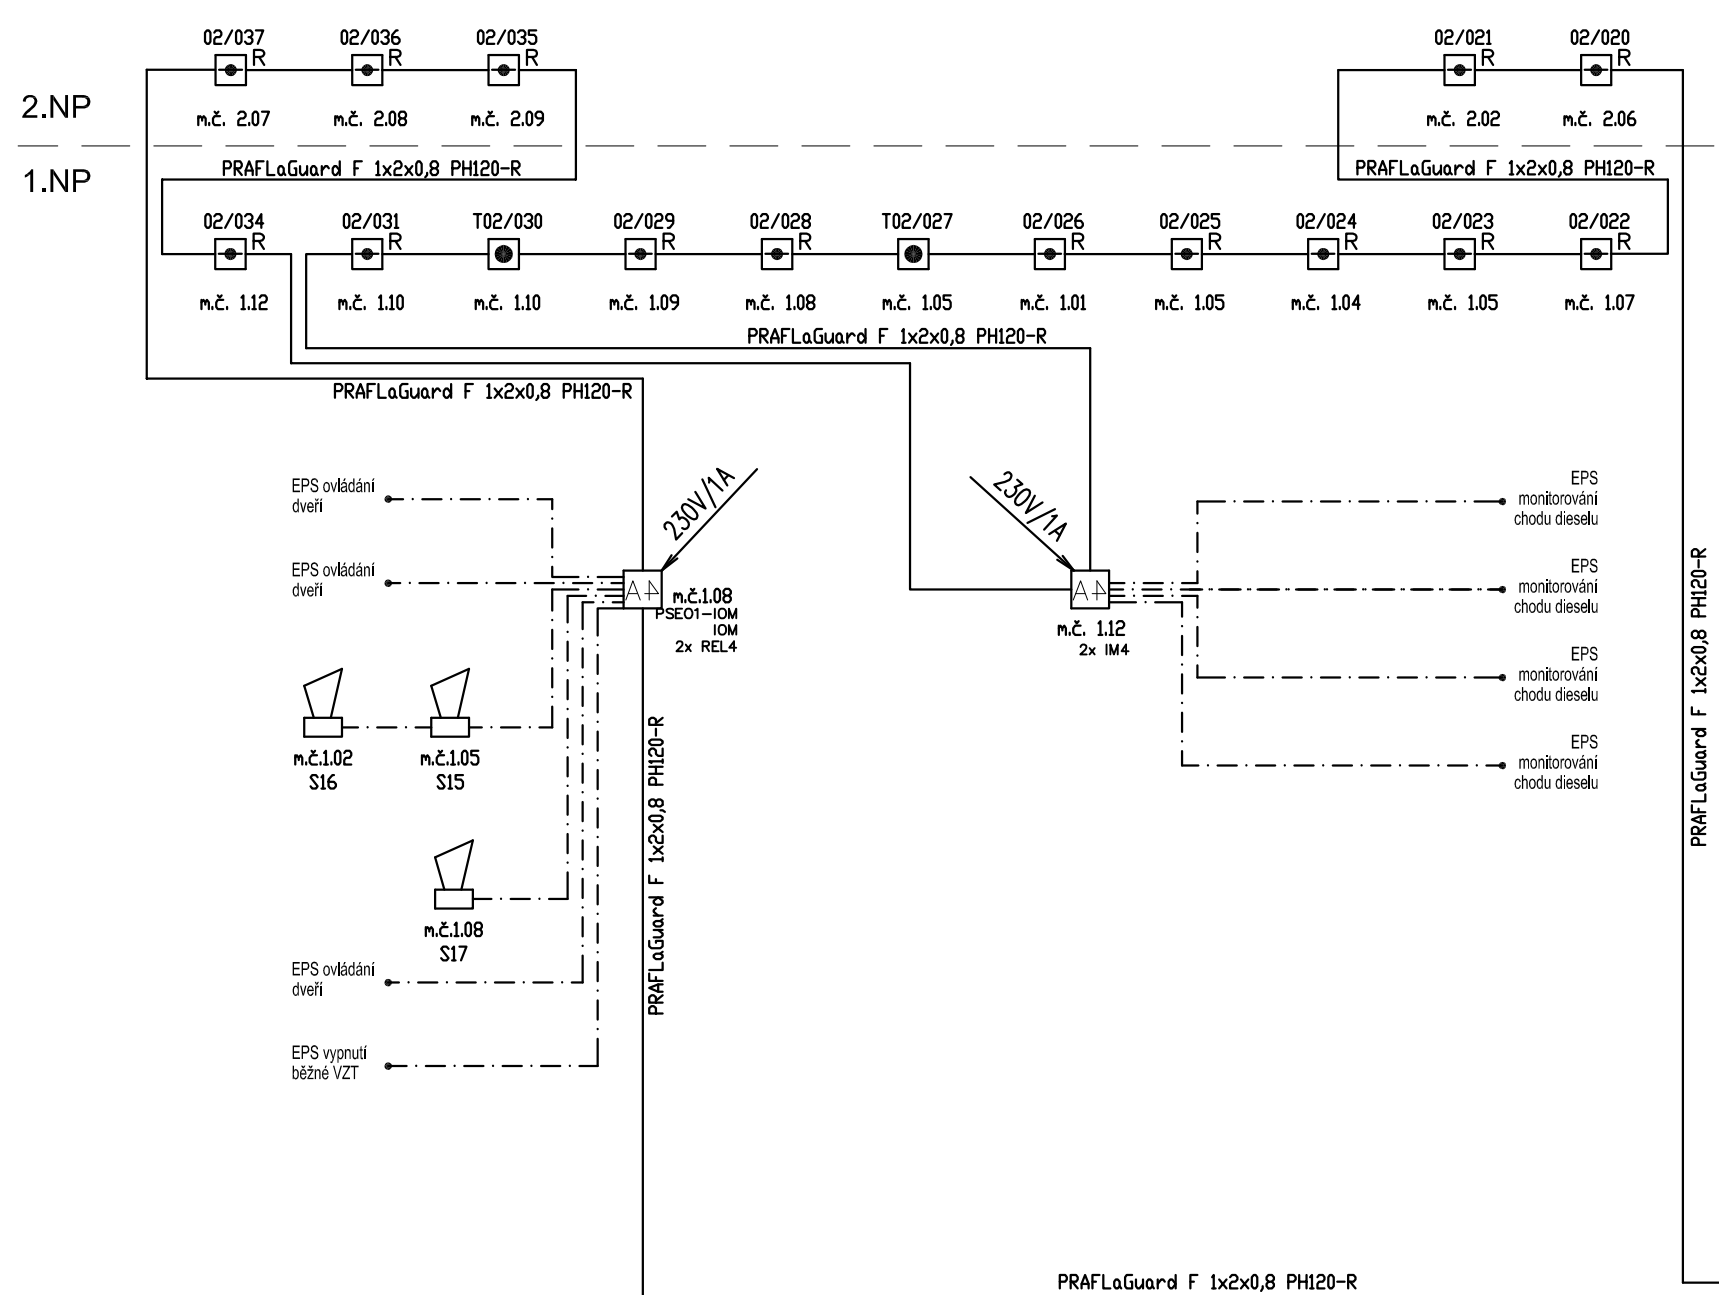 02/037
02/036
02/035
02/021
02/020
R
R
R
R
R
2.NP
m.č. 2.07
m.č. 2.08
m.č. 2.09
m.č. 2.02
m.č. 2.06
1.NP
PRAFLaGuard F 1x2x0,8 PH120-R
PRAFLaGuard F 1x2x0,8 PH120-R
02/034
02/031
T02/030
02/029
02/028
T02/027
02/026
02/025
02/024
02/023
02/022
R
R
R
R
R
R
R
R
R
m.č. 1.12
m.č. 1.10
m.č. 1.10
m.č. 1.09
m.č. 1.08
m.č. 1.05
m.č. 1.01
m.č. 1.05
m.č. 1.04
m.č. 1.05
m.č. 1.07
PRAFLaGuard F 1x2x0,8 PH120-R
PRAFLaGuard F 1x2x0,8 PH120-R
EPS ovládání
dveří
230V/1A
230V/1A
EPS
monitorování
chodu dieselu
EPS ovládání
dveří
m.č.1.08
PSE01-IOM
IOM
2x REL4
m.č. 1.12
2x IM4
EPS
monitorování
chodu dieselu
EPS
monitorování
chodu dieselu
EPS
monitorování
chodu dieselu
m.č.1.02
S16
m.č.1.05
S15
m.č.1.08
S17
PRAFLaGuard F 1x2x0,8 PH120-R
PRAFLaGuard F 1x2x0,8 PH120-R
EPS ovládání
dveří
EPS vypnutí
běžné VZT
PRAFLaGuard F 1x2x0,8 PH120-R